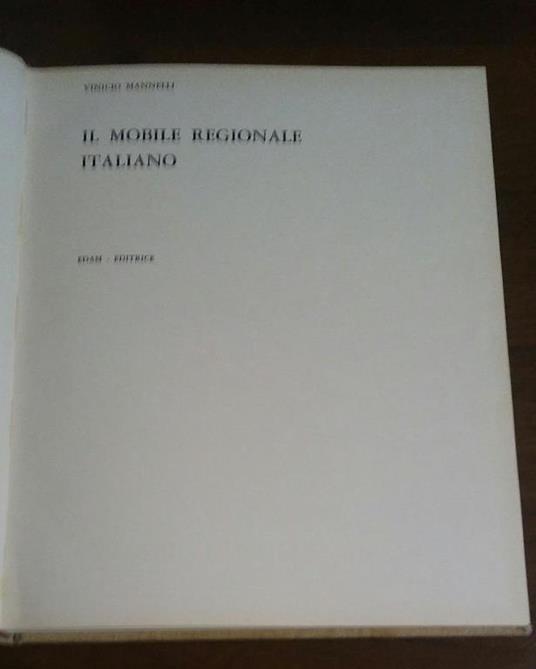 VINICIO MANNELLI
IL MOBILE REGIONALE
ITALIANO
EDAM - EDITRICE